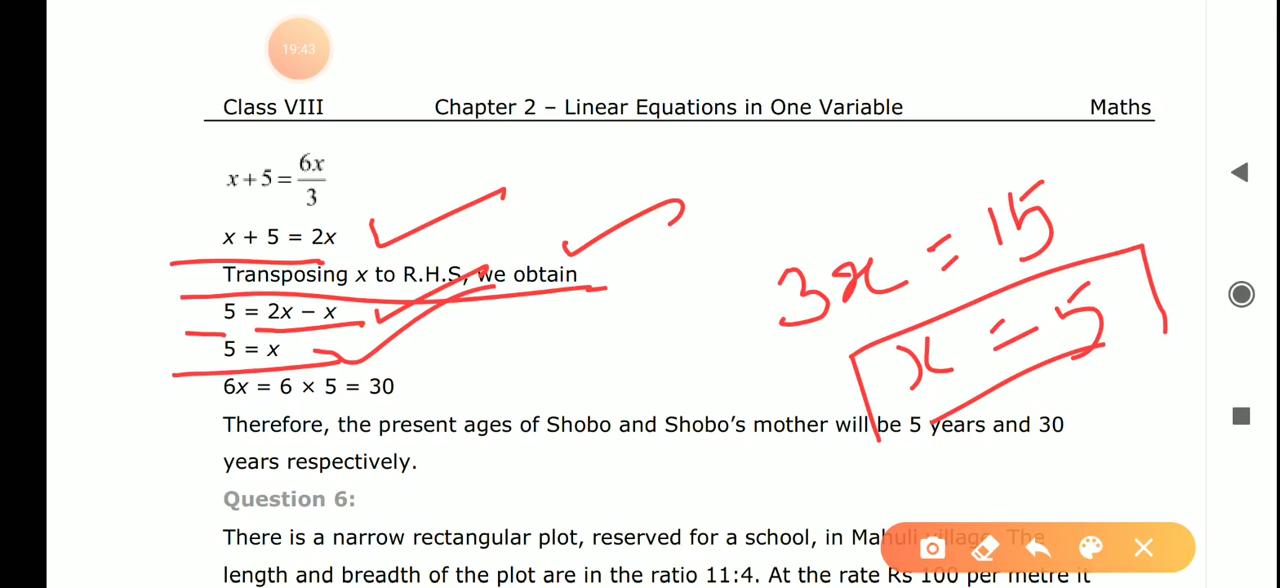 19:43
Class VIII Chapter 2 – Linear Equations in One Variable Maths
x + 5 = 6x/3
x + 5 = 2x
Transposing x to R.H.S, we obtain
5 = 2x − x
5 = x
6x = 6 × 5 = 30
3x = 15
x = 5
Therefore, the present ages of Shobo and Shobo's mother will be 5 years and 30
years respectively.
Question 6:
There is a narrow rectangular plot, reserved for a school, in Mahuli village. The
length and breadth of the plot are in the ratio 11:4. At the rate Rs 100 per metre it